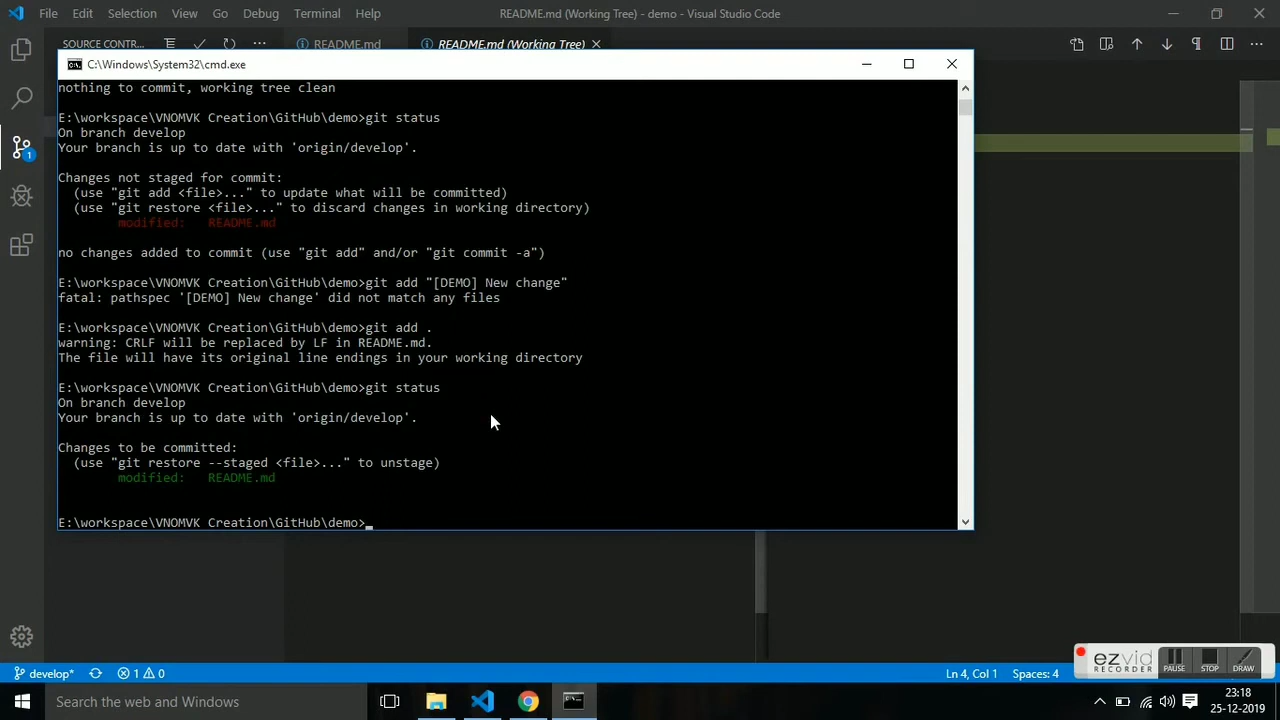 File Edit Selection View Go Debug Terminal Help README.md (Working Tree) - demo - Visual Studio Code
SOURCE CONTR... README.md README.md (Working Tree)
C:\Windows\System32\cmd.exe
nothing to commit, working tree clean
E:\workspace\VNOMVK Creation\GitHub\demo>git status
On branch develop
Your branch is up to date with 'origin/develop'.
Changes not staged for commit:
(use "git add <file>..." to update what will be committed)
(use "git restore <file>..." to discard changes in working directory)
modified: README.md
no changes added to commit (use "git add" and/or "git commit -a")
E:\workspace\VNOMVK Creation\GitHub\demo>git add "[DEMO] New change"
fatal: pathspec '[DEMO] New change' did not match any files
E:\workspace\VNOMVK Creation\GitHub\demo>git add .
warning: CRLF will be replaced by LF in README.md.
The file will have its original line endings in your working directory
E:\workspace\VNOMVK Creation\GitHub\demo>git status
On branch develop
Your branch is up to date with 'origin/develop'.
Changes to be committed:
(use "git restore --staged <file>..." to unstage)
modified: README.md
E:\workspace\VNOMVK Creation\GitHub\demo>
1
develop* 1 0 Ln 4, Col 1 Spaces: 4
ezvid RECORDER PAUSE STOP DRAW
Search the web and Windows
23:18
25-12-2019